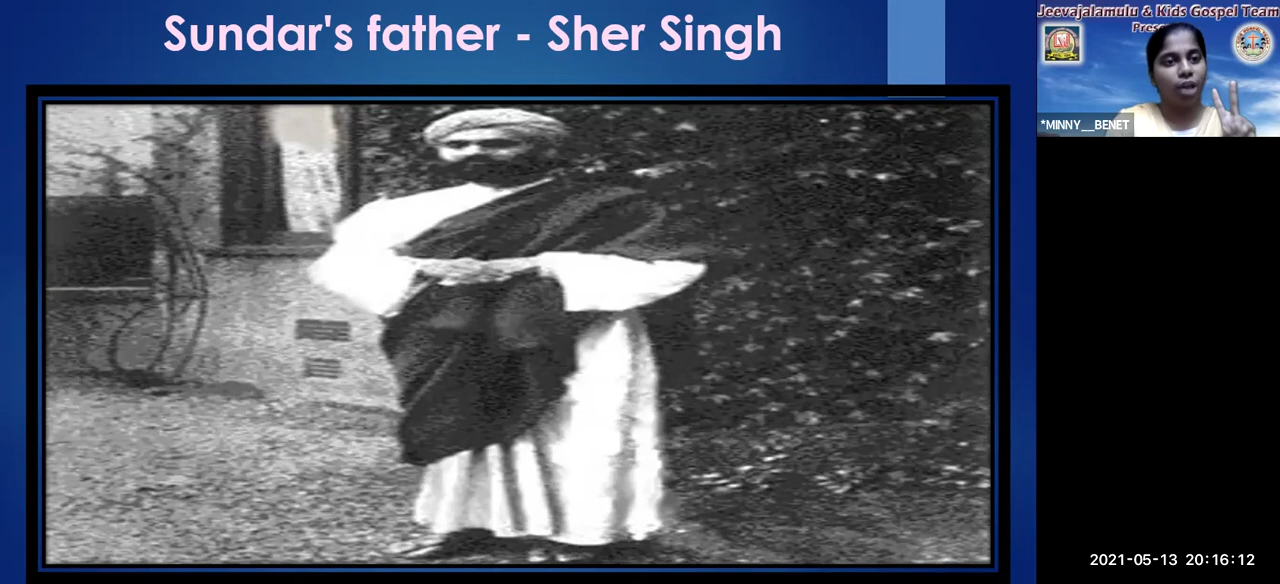 Sundar's father - Sher Singh
Jeevajalamulu & Kids Gospel Team
*MINNY__BENET
2021-05-13 20:16:12